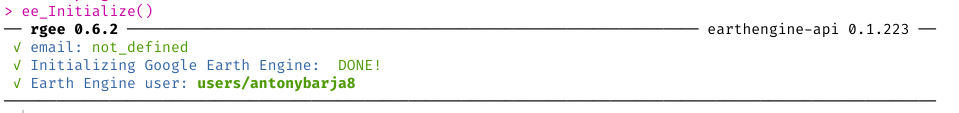 > ee_Initialize()
── rgee 0.6.2 ─────────────────────────────────────── earthengine-api 0.1.223 ──
✓ email: not_defined
✓ Initializing Google Earth Engine:  DONE!
✓ Earth Engine user: users/antonybarja8